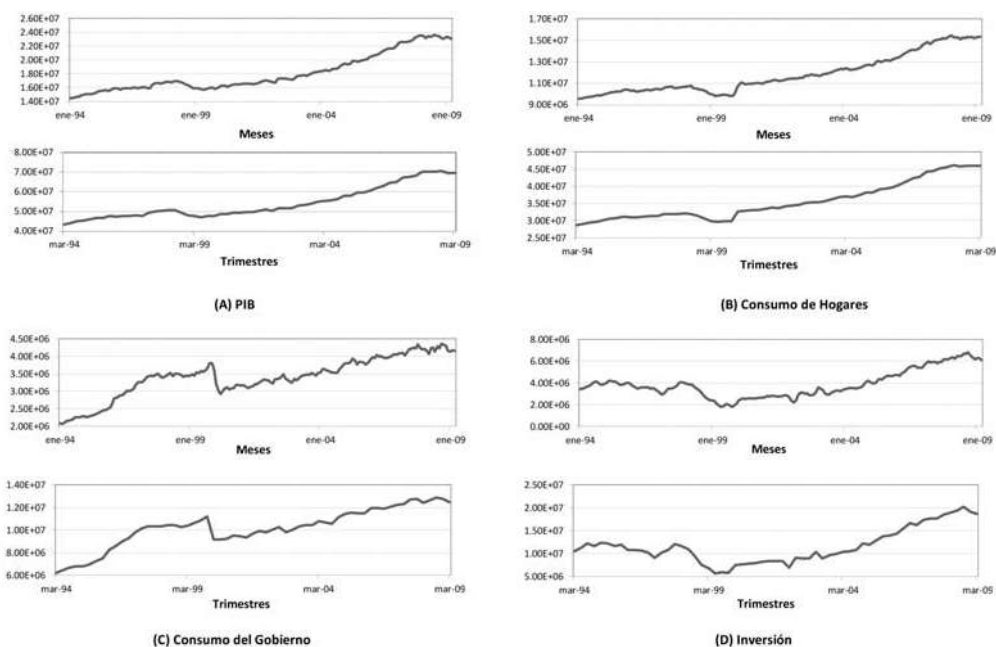 2.60E+07
2.40E+07
2.20E+07
2.00E+07
1.80E+07
1.60E+07
1.40E+07
ene-94 ene-99 ene-04 ene-09
Meses
8.00E+07
7.00E+07
6.00E+07
5.00E+07
4.00E+07
mar-94 mar-99 mar-04 mar-09
Trimestres
(A) PIB
1.70E+07
1.50E+07
1.30E+07
1.10E+07
9.00E+06
ene-94 ene-99 ene-04 ene-09
Meses
5.00E+07
4.50E+07
4.00E+07
3.50E+07
3.00E+07
2.50E+07
mar-94 mar-99 mar-04 mar-09
Trimestres
(B) Consumo de Hogares
4.50E+06
4.00E+06
3.50E+06
3.00E+06
2.50E+06
2.00E+06
ene-94 ene-99 ene-04 ene-09
Meses
1.40E+07
1.20E+07
1.00E+07
8.00E+06
6.00E+06
mar-94 mar-99 mar-04 mar-09
Trimestres
(C) Consumo del Gobierno
8.00E+06
6.00E+06
4.00E+06
2.00E+06
0.00E+00
ene-94 ene-99 ene-04 ene-09
Meses
2.50E+07
2.00E+07
1.50E+07
1.00E+07
5.00E+06
mar-94 mar-99 mar-04 mar-09
Trimestres
(D) Inversión